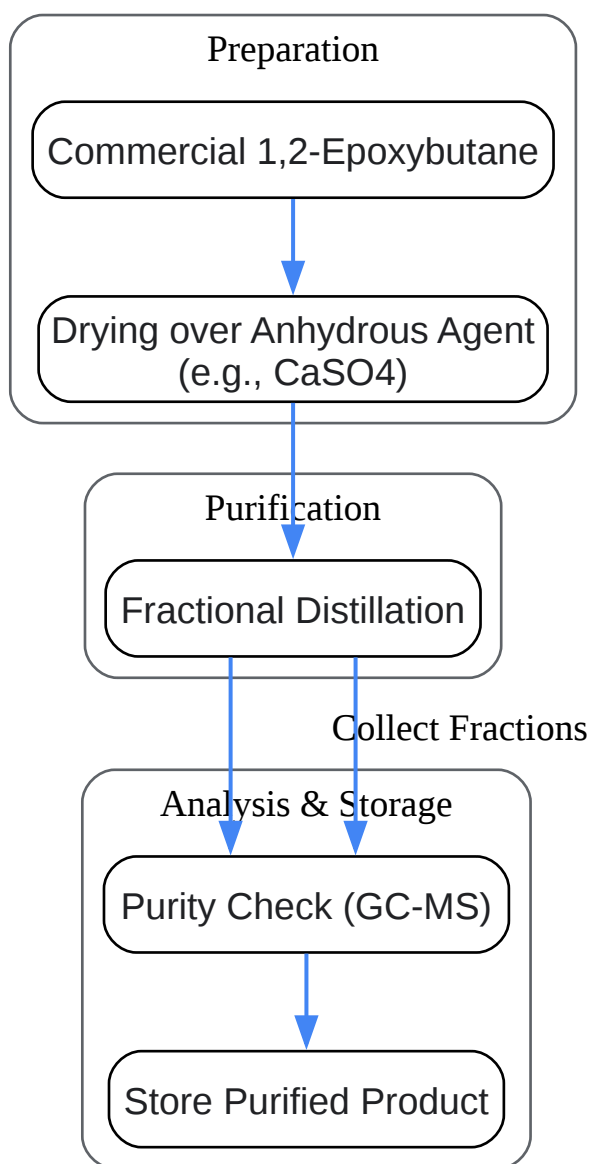 Preparation
Commercial 1,2-Epoxybutane
Drying over Anhydrous Agent
(e.g., CaSO4)
Purification
Fractional Distillation
Collect Fractions
Analysis & Storage
Purity Check (GC-MS)
Store Purified Product